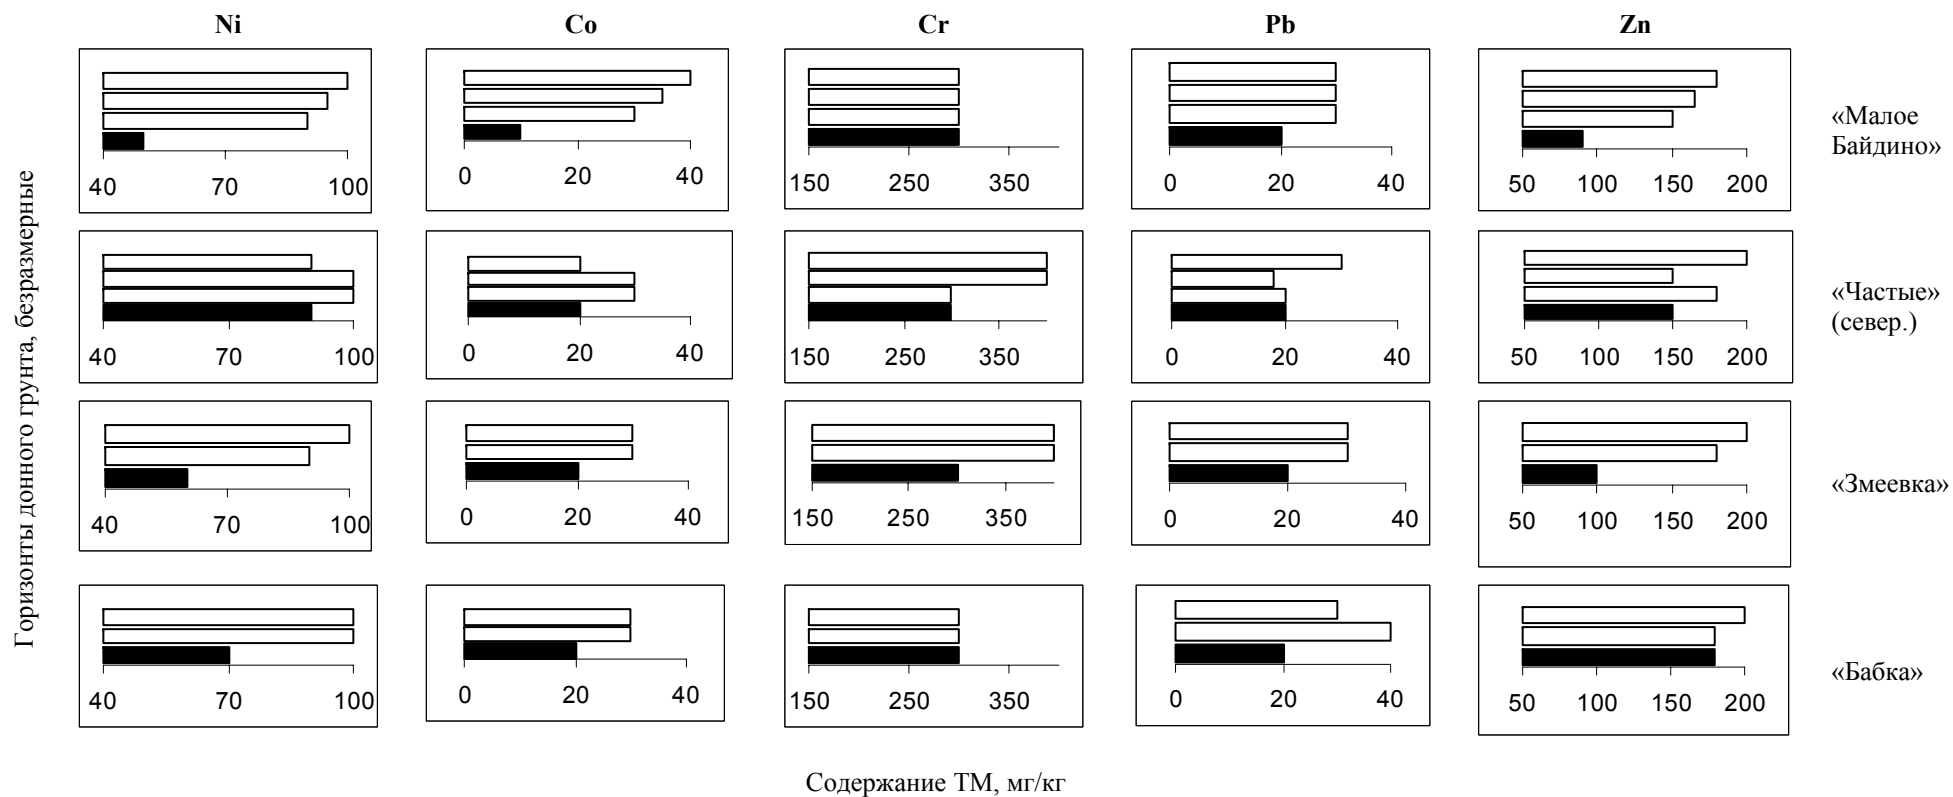 Ni Co Cr Pb Zn
40 70 100 0 20 40 150 250 350 0 20 40 50 100 150 200
«Малое
Байдино»
40 70 100 0 20 40 150 250 350 0 20 40 50 100 150 200
«Частые»
(север.)
40 70 100 0 20 40 150 250 350 0 20 40 50 100 150 200
«Змеевка»
40 70 100 0 20 40 150 250 350 0 20 40 50 100 150 200
«Бабка»
Горизонты донного грунта, безразмерные
Содержание ТМ, мг/кг